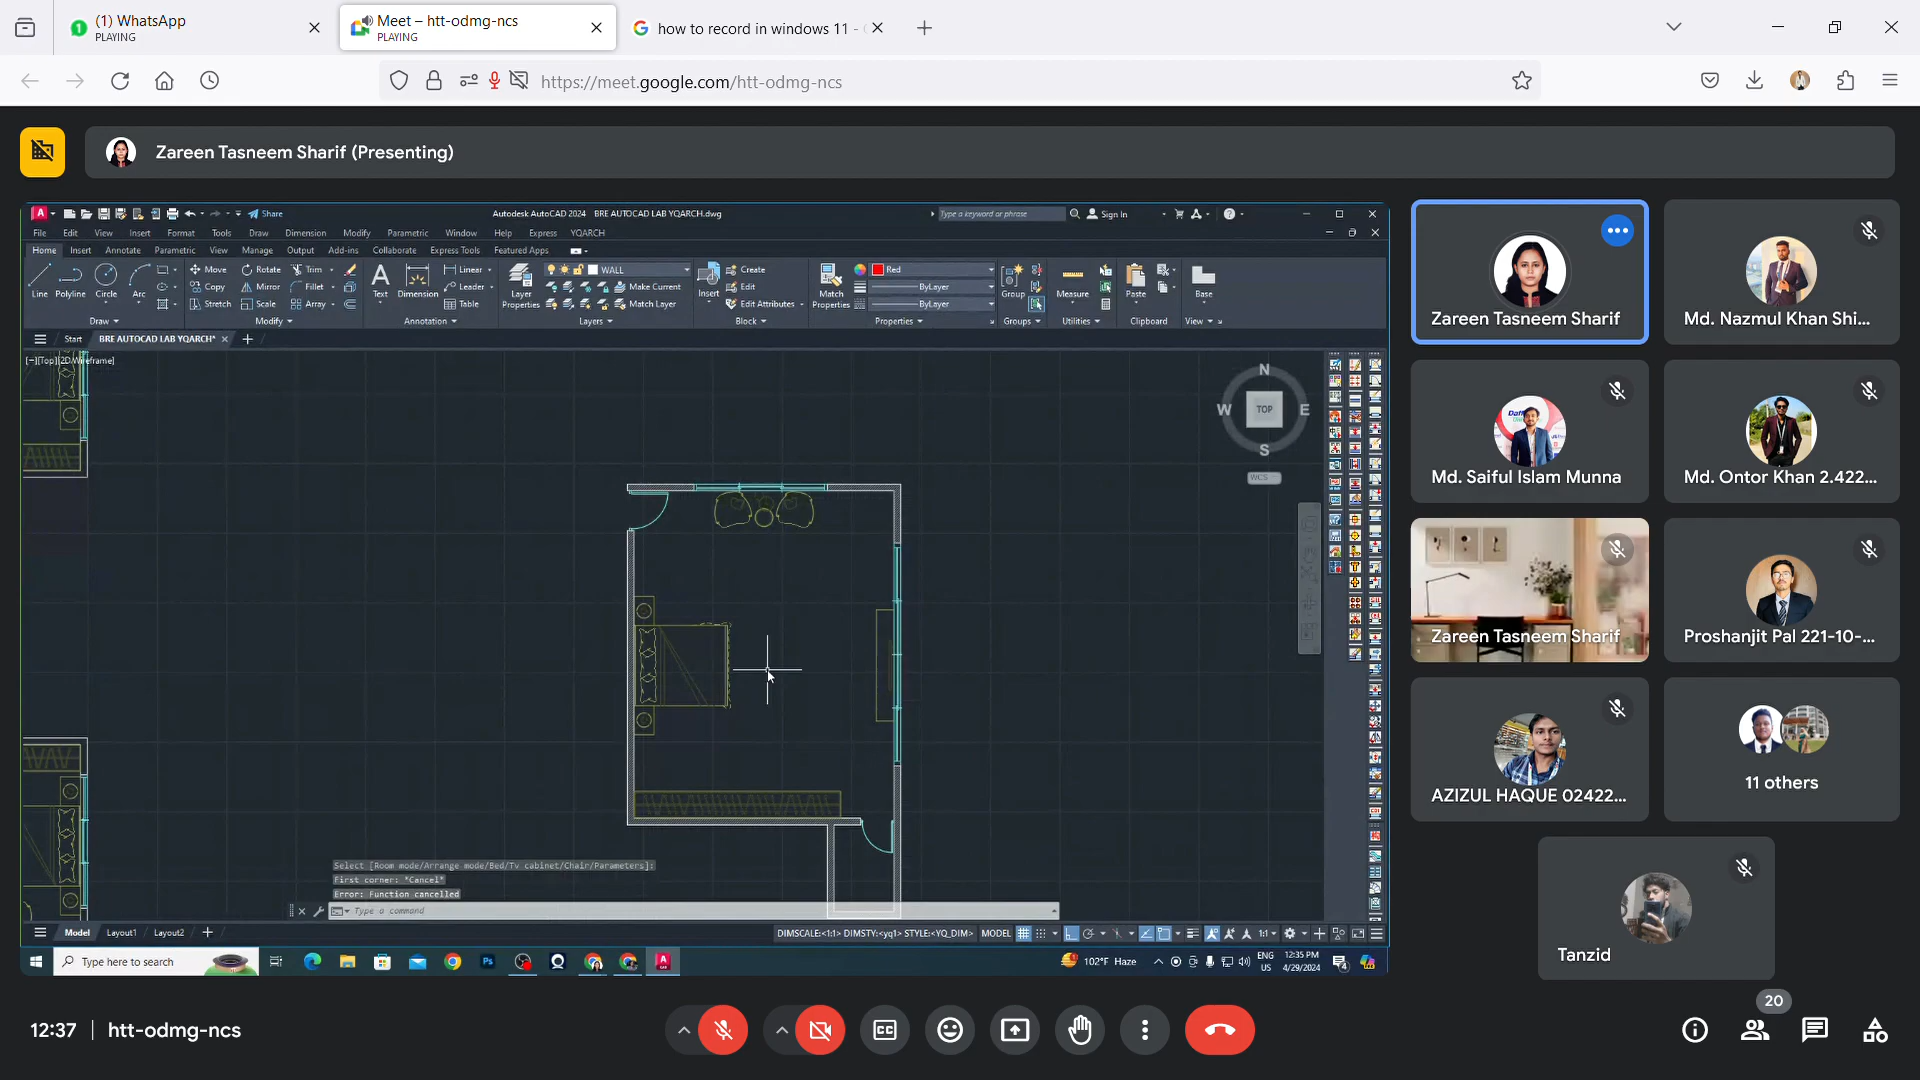 (1) WhatsApp
PLAYING
Meet – htt-odmg-ncs
PLAYING
how to record in windows 11 -
https://meet.google.com/htt-odmg-ncs
Zareen Tasneem Sharif (Presenting)
Share
Autodesk AutoCAD 2024 BRE AUTOCAD LAB YQARCH.dwg
Type a keyword or phrase
Sign In
File Edit View Insert Format Tools Draw Dimension Modify Parametric Window Help Express YQARCH
Home Insert Annotate Parametric View Manage Output Add-ins Collaborate Express Tools Featured Apps
Line Polyline Circle Arc
Move Rotate Trim
Copy Mirror Fillet
Stretch Scale Array
Text Dimension
Linear
Leader
Table
Layer Properties
WALL
Make Current
Match Layer
Insert
Create
Edit
Edit Attributes
Match Properties
Red
ByLayer
ByLayer
Group
Measure
Paste
Base
Draw Modify Annotation Layers Block Properties Groups Utilities Clipboard View
Start BRE AUTOCAD LAB YQARCH*
[−][Top][2D Wireframe]
N
W TOP E
S
WCS
Select [Room mode/Arrange mode/Bed/Tv cabinet/Chair/Parameters]:
First corner: *Cancel*
Error: Function cancelled
Type a command
Model Layout1 Layout2
DIMSCALE:<1:1> DIMSTY:<yq1> STYLE:<YQ_DIM> MODEL
1:1
Type here to search
Ps
102°F Haze
ENG
US
12:35 PM
4/29/2024
4
Zareen Tasneem Sharif
Md. Nazmul Khan Shi...
Md. Saiful Islam Munna
Md. Ontor Khan 2.422...
Zareen Tasneem Sharif
Proshanjit Pal 221-10-...
AZIZUL HAQUE 02422...
11 others
Tanzid
12:37 | htt-odmg-ncs
20